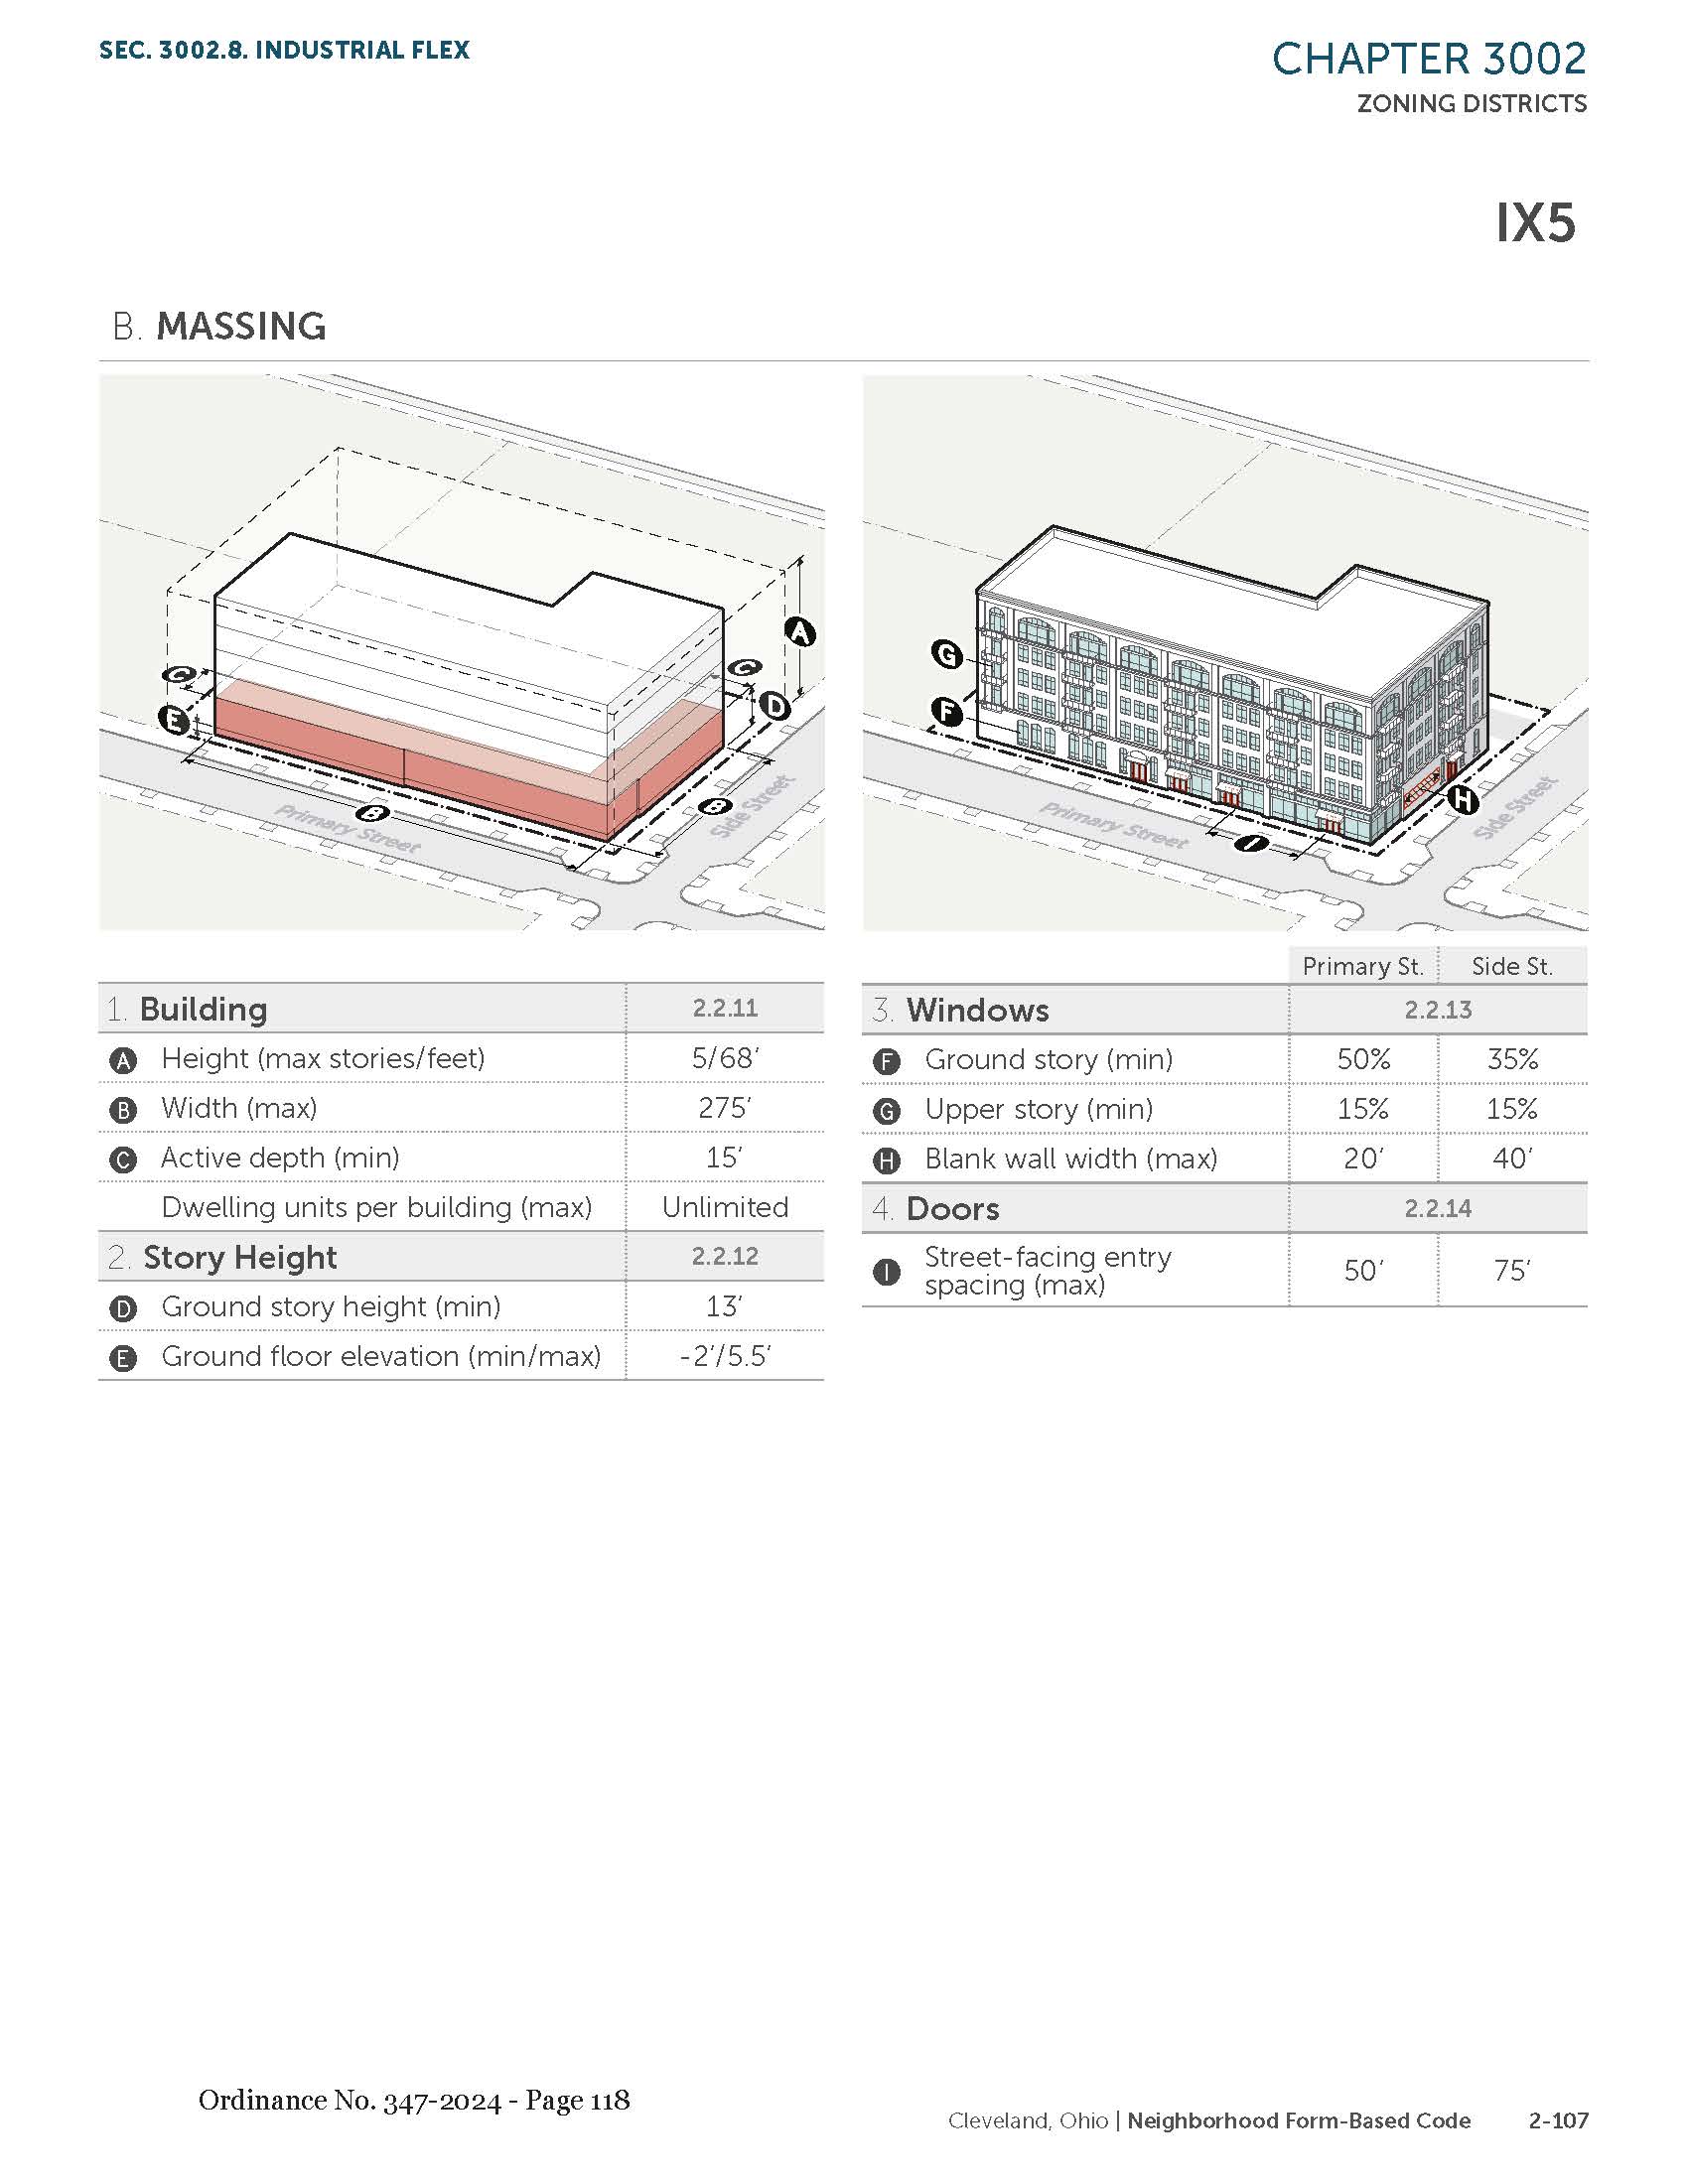 SEC. 3002.8. INDUSTRIAL FLEX
CHAPTER 3002
ZONING DISTRICTS
IX5
B. MASSING
A
C
C
D
E
B
B
Primary Street
Side Street
G
F
H
I
Primary Street
Side Street
1. Building 2.2.11
A Height (max stories/feet) 5/68’
B Width (max) 275’
C Active depth (min) 15’
Dwelling units per building (max) Unlimited
2. Story Height 2.2.12
D Ground story height (min) 13’
E Ground floor elevation (min/max) -2’/5.5’
Primary St. Side St.
3. Windows 2.2.13
F Ground story (min) 50% 35%
G Upper story (min) 15% 15%
H Blank wall width (max) 20’ 40’
4. Doors 2.2.14
I Street-facing entry
spacing (max) 50’ 75’
Ordinance No. 347-2024 - Page 118
Cleveland, Ohio | Neighborhood Form-Based Code 2-107